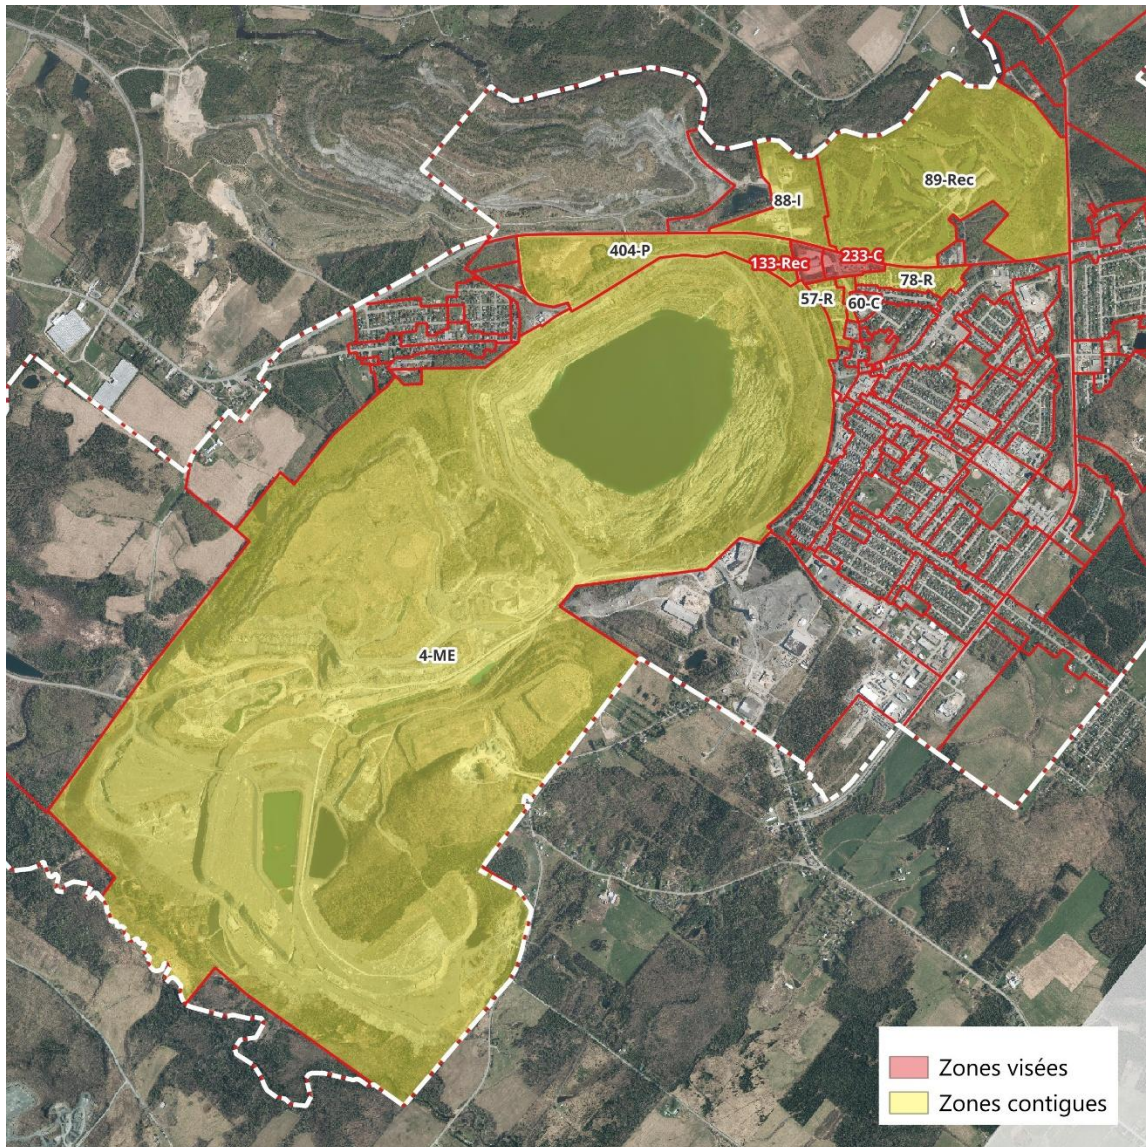 89-Rec
88-I
404-P
133-Rec
233-C
78-R
57-R
60-C
4-ME
Zones visées
Zones contigues